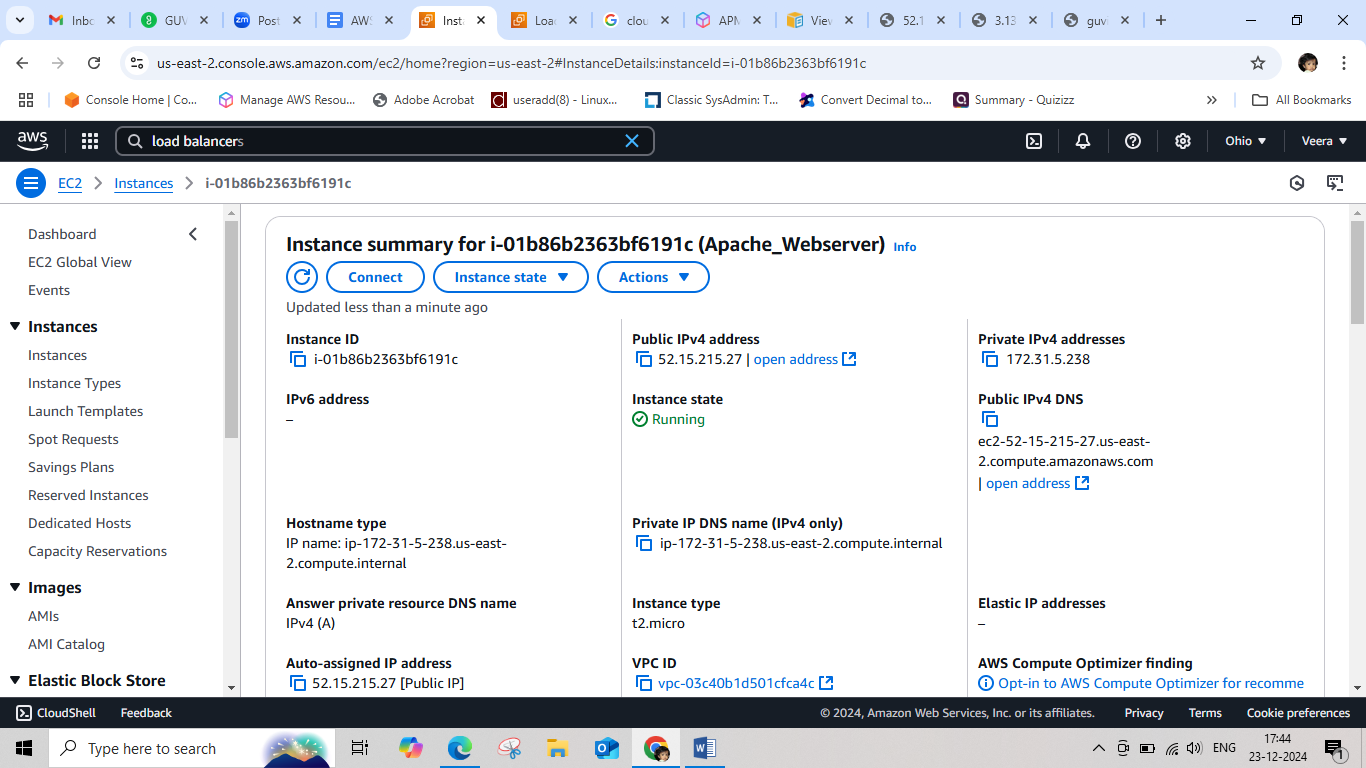 Inbc
GUV
Post
AWS
Inst
Loac
clou
APM
View
52.1
3.13
guvi
us-east-2.console.aws.amazon.com/ec2/home?region=us-east-2#InstanceDetails:instanceId=i-01b86b2363bf6191c
Console Home | Co...
Manage AWS Resou...
Adobe Acrobat
useradd(8) - Linux...
Classic SysAdmin: T...
Convert Decimal to...
Summary - Quizizz
All Bookmarks
aws
load balancers
Ohio
Veera
EC2
Instances
i-01b86b2363bf6191c
Dashboard
EC2 Global View
Events
Instances
Instances
Instance Types
Launch Templates
Spot Requests
Savings Plans
Reserved Instances
Dedicated Hosts
Capacity Reservations
Images
AMIs
AMI Catalog
Elastic Block Store
Instance summary for i-01b86b2363bf6191c (Apache_Webserver) Info
Connect
Instance state
Actions
Updated less than a minute ago
Instance ID
i-01b86b2363bf6191c
Public IPv4 address
52.15.215.27 | open address
Private IPv4 addresses
172.31.5.238
IPv6 address
–
Instance state
Running
Public IPv4 DNS
ec2-52-15-215-27.us-east-
2.compute.amazonaws.com
| open address
Hostname type
IP name: ip-172-31-5-238.us-east-
2.compute.internal
Private IP DNS name (IPv4 only)
ip-172-31-5-238.us-east-2.compute.internal
Answer private resource DNS name
IPv4 (A)
Instance type
t2.micro
Elastic IP addresses
–
Auto-assigned IP address
52.15.215.27 [Public IP]
VPC ID
vpc-03c40b1d501cfca4c
AWS Compute Optimizer finding
Opt-in to AWS Compute Optimizer for recomme
CloudShell
Feedback
© 2024, Amazon Web Services, Inc. or its affiliates.
Privacy
Terms
Cookie preferences
Type here to search
ENG
17:44
23-12-2024
1